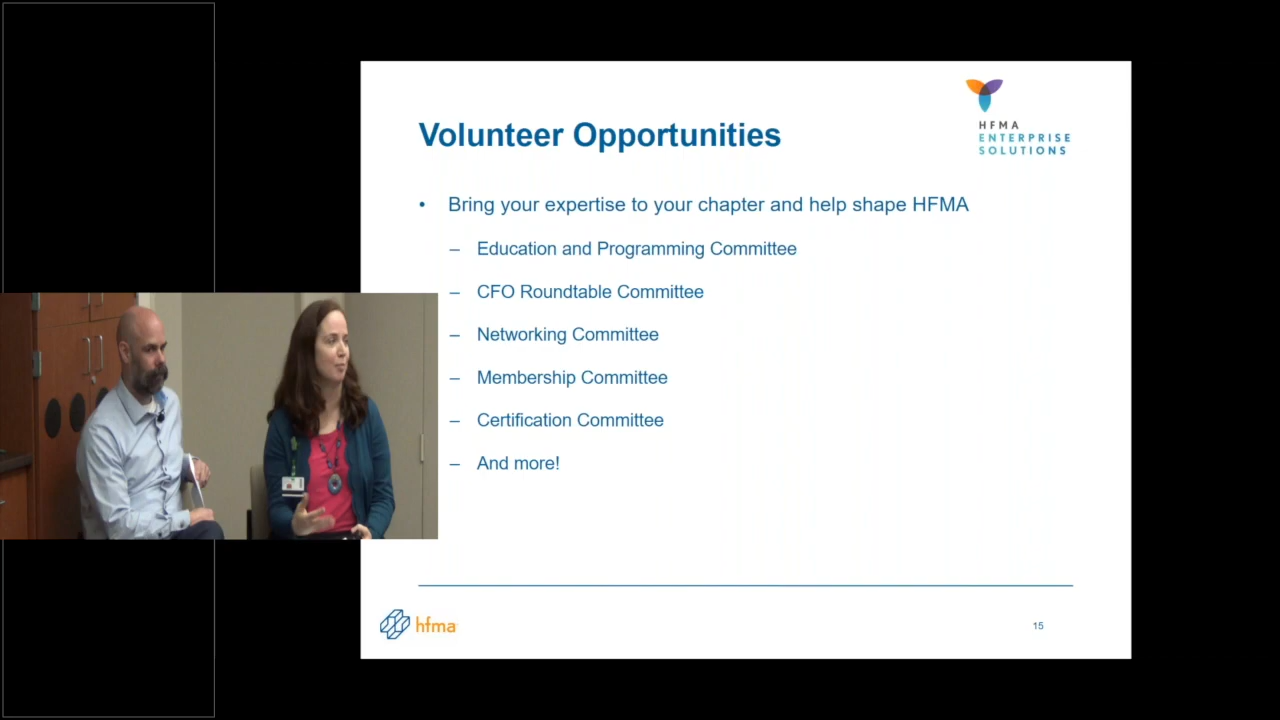 HFMA
ENTERPRISE
SOLUTIONS
Volunteer Opportunities
• Bring your expertise to your chapter and help shape HFMA
– Education and Programming Committee
– CFO Roundtable Committee
– Networking Committee
– Membership Committee
– Certification Committee
– And more!
hfma
15